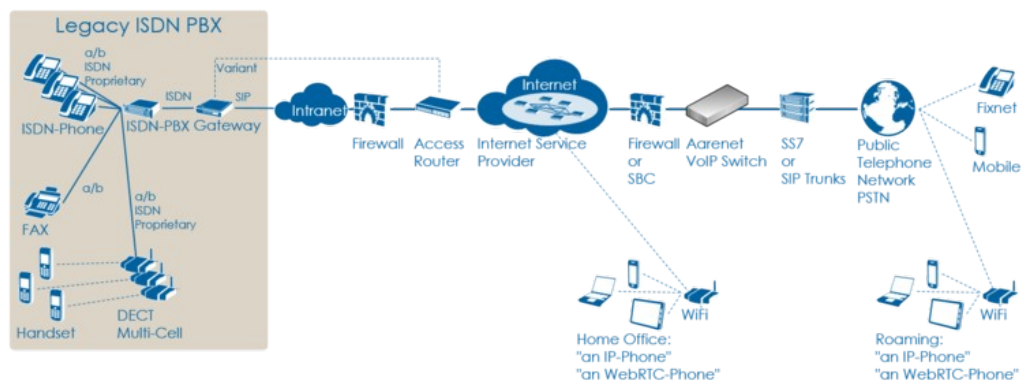 Legacy ISDN PBX
a/b
ISDN
Proprietary
ISDN-Phone
ISDN
ISDN-PBX
Variant
SIP
Gateway
Intranet
Firewall
Access
Router
Internet
Internet Service
Provider
Firewall
or
SBC
Aarenet
VoIP Switch
SS7
or
SIP Trunks
Public
Telephone
Network
PSTN
Fixnet
Mobile
a/b
FAX
a/b
ISDN
Proprietary
Handset
DECT
Multi-Cell
WiFi
Home Office:
"an IP-Phone"
"an WebRTC-Phone"
WiFi
Roaming:
"an IP-Phone"
"an WebRTC-Phone"